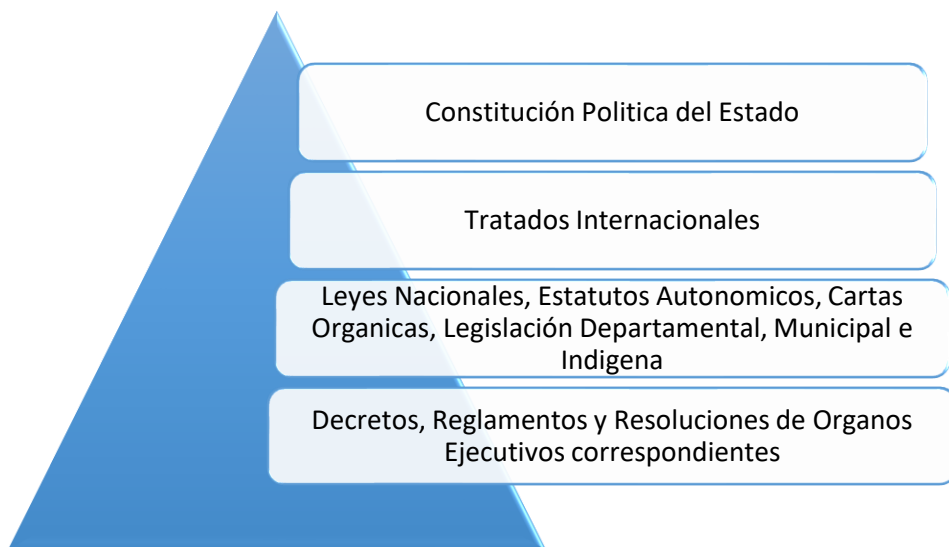 Constitución Politica del Estado
Tratados Internacionales
Leyes Nacionales, Estatutos Autonomicos, Cartas
Organicas, Legislación Departamental, Municipal e
Indigena
Decretos, Reglamentos y Resoluciones de Organos
Ejecutivos correspondientes